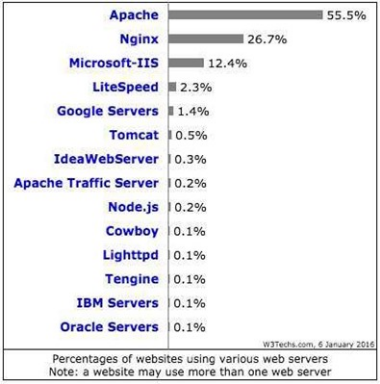 Apache 55.5%
Nginx 26.7%
Microsoft-IIS 12.4%
LiteSpeed 2.3%
Google Servers 1.4%
Tomcat 0.5%
IdeaWebServer 0.3%
Apache Traffic Server 0.2%
Node.js 0.2%
Cowboy 0.1%
Lighttpd 0.1%
Tengine 0.1%
IBM Servers 0.1%
Oracle Servers 0.1%
W3Techs.com, 6 January 2016
Percentages of websites using various web servers
Note: a website may use more than one web server